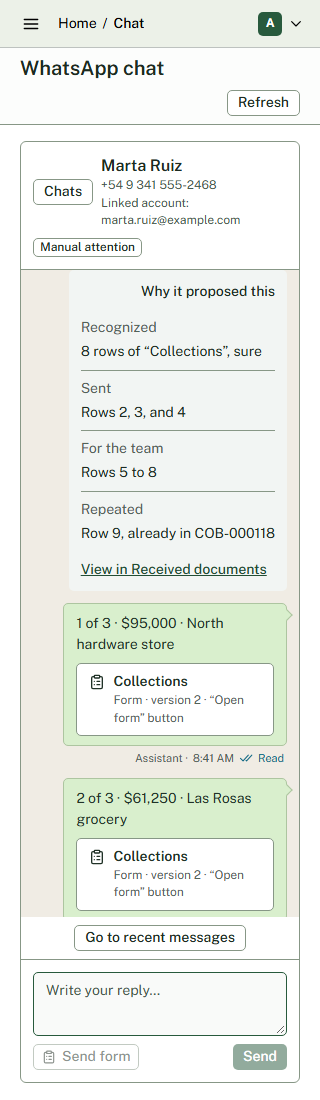 Home / Chat
A
WhatsApp chat
Refresh
Chats
Marta Ruiz
+54 9 341 555-2468
Linked account:
marta.ruiz@example.com
Manual attention
Why it proposed this
Recognized
8 rows of “Collections”, sure
Sent
Rows 2, 3, and 4
For the team
Rows 5 to 8
Repeated
Row 9, already in COB-000118
View in Received documents
1 of 3 · $95,000 · North
hardware store
Collections
Form · version 2 · “Open
form” button
Assistant · 8:41 AM Read
2 of 3 · $61,250 · Las Rosas
grocery
Collections
Form · version 2 · “Open
form” button
Go to recent messages
Write your reply...
Send form
Send